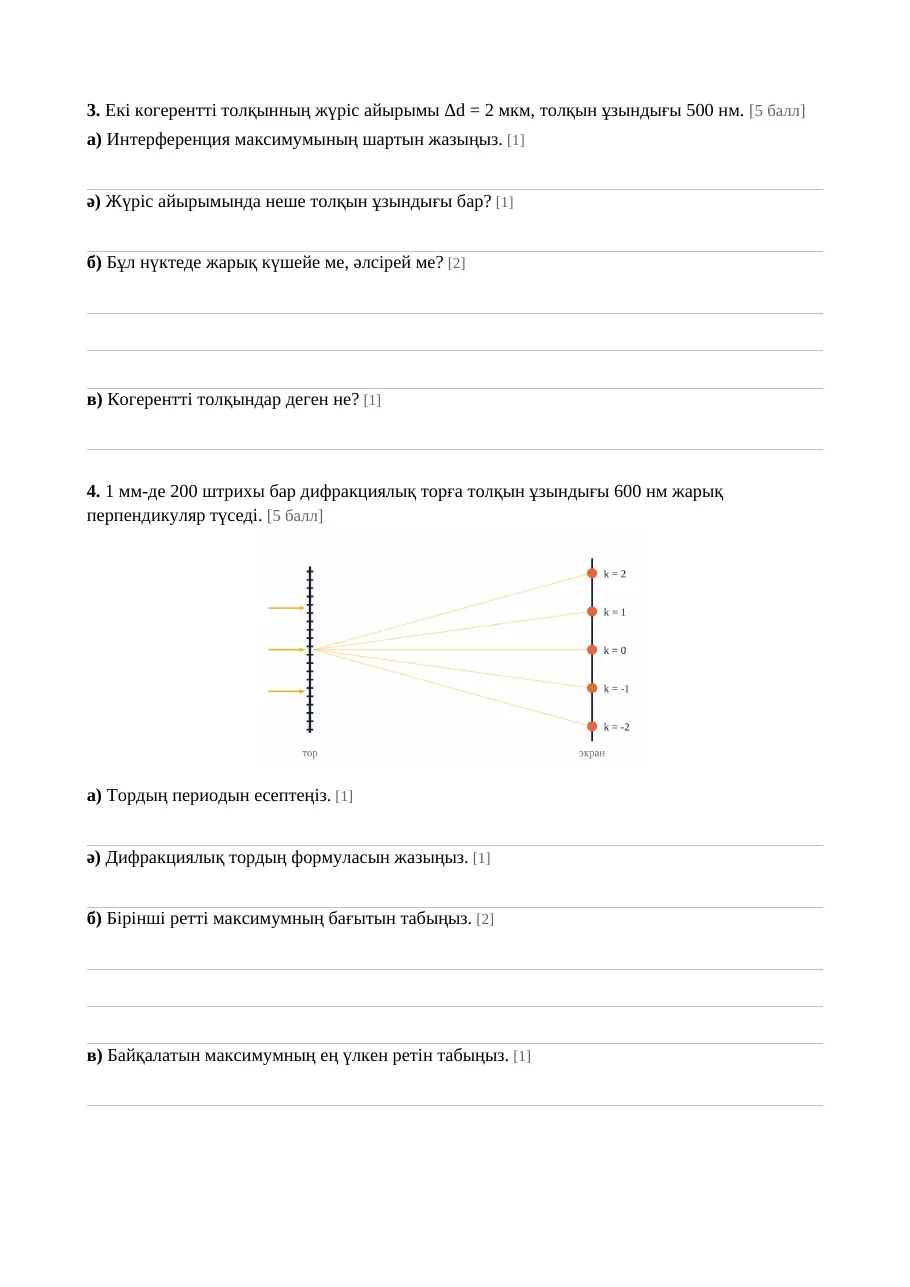 3. Екі когерентті толқынның жүріс айырымы Δd = 2 мкм, толқын ұзындығы 500 нм. [5 балл]
а) Интерференция максимумының шартын жазыңыз. [1]
ә) Жүріс айырымында неше толқын ұзындығы бар? [1]
б) Бұл нүктеде жарық күшейе ме, әлсірей ме? [2]
в) Когерентті толқындар деген не? [1]
4. 1 мм-де 200 штрихы бар дифракциялық торға толқын ұзындығы 600 нм жарық
перпендикуляр түседі. [5 балл]
k = 2
k = 1
k = 0
k = -1
k = -2
тор
экран
а) Тордың периодын есептеңіз. [1]
ә) Дифракциялық тордың формуласын жазыңыз. [1]
б) Бірінші ретті максимумның бағытын табыңыз. [2]
в) Байқалатын максимумның ең үлкен ретін табыңыз. [1]